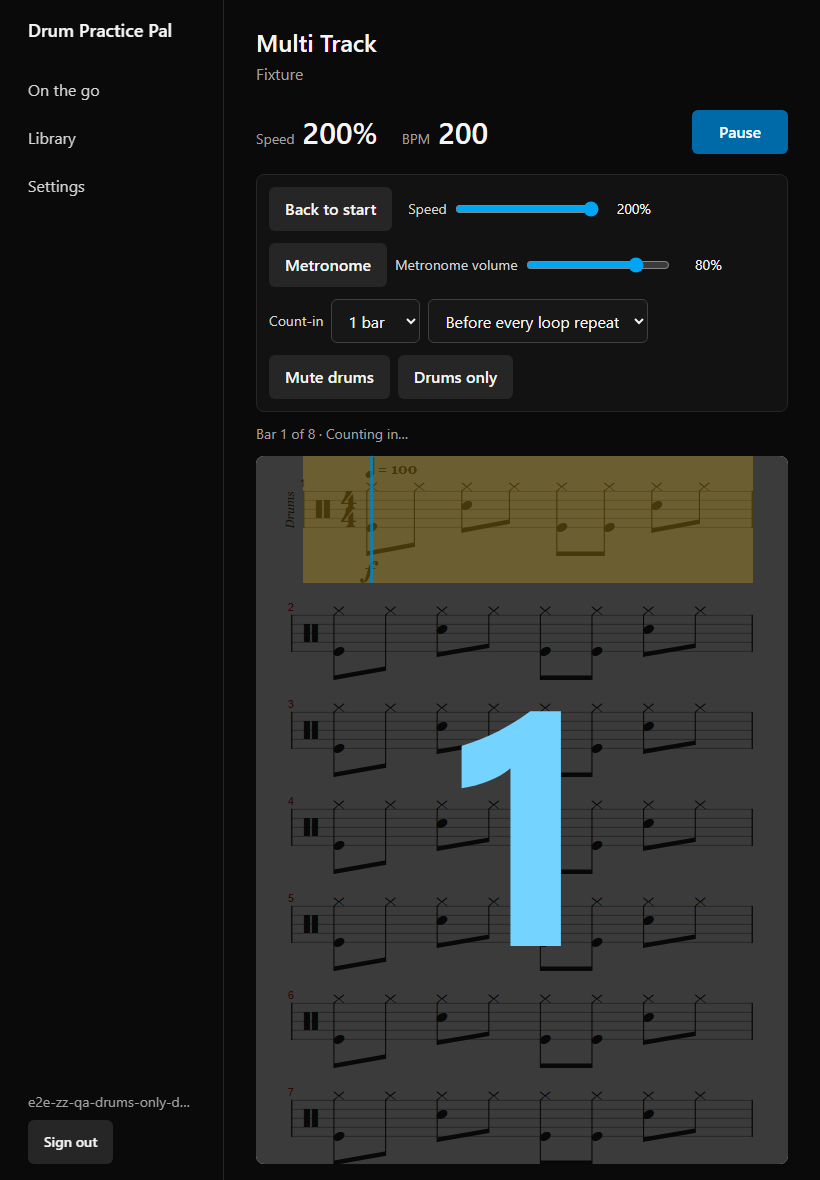 Drum Practice Pal
On the go
Library
Settings
Multi Track
Fixture
Speed 200% BPM 200
Pause
Back to start Speed 200%
Metronome Metronome volume 80%
Count-in 1 bar Before every loop repeat
Mute drums Drums only
Bar 1 of 8 · Counting in...
= 100
1
Drums
4
4
f
2
3
1
4
5
6
7
e2e-zz-qa-drums-only-d...
Sign out